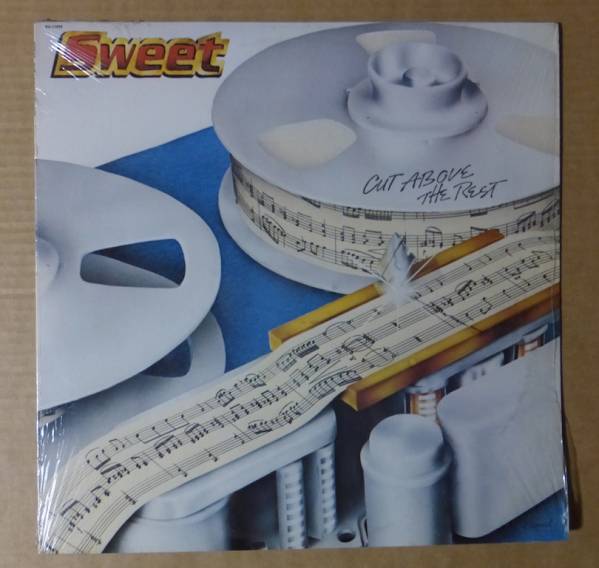 Sweet
CUT ABOVE
THE REST